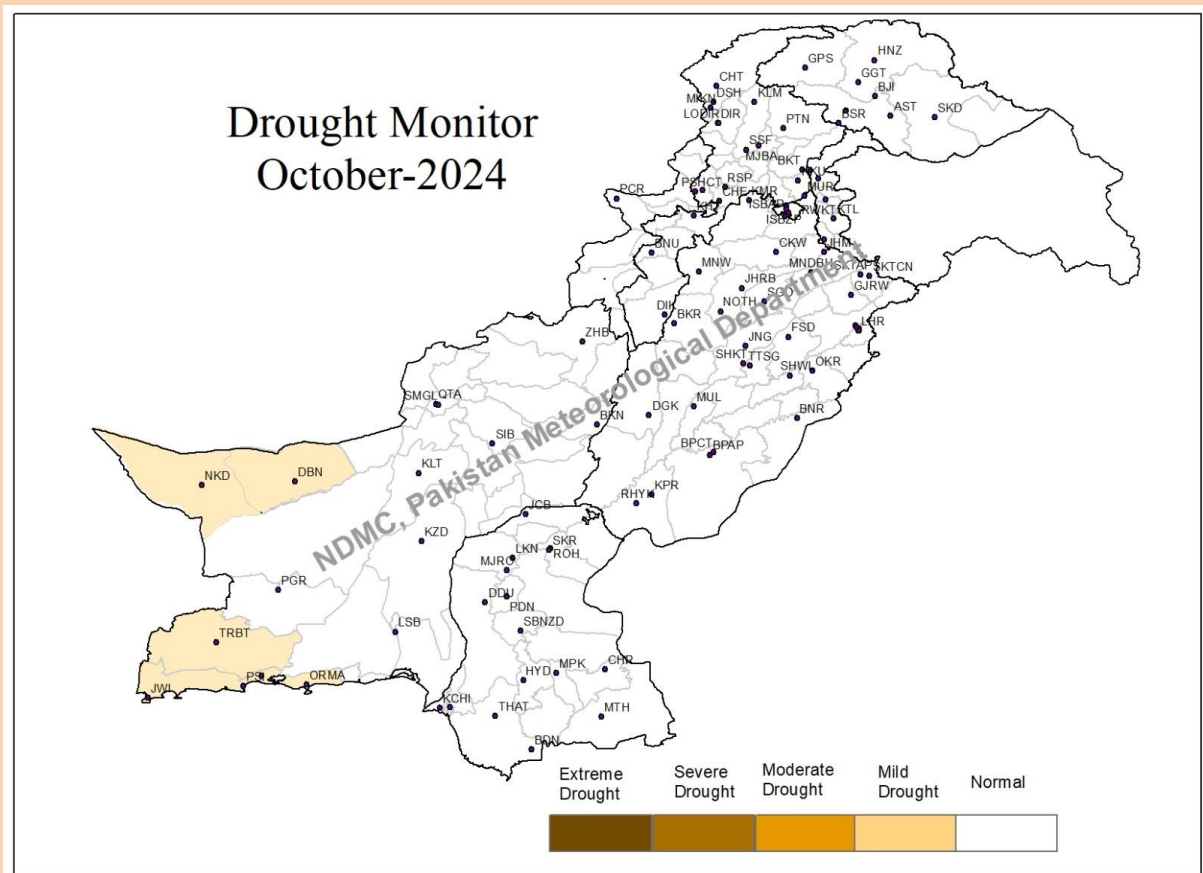 Drought Monitor
October-2024
GPS
HNZ
GGT
BJI
CHT
DSH
KLM
AST
SKD
DIR
PTN
BSR
SSF
MJBA
BKT
RSP
CHE
KMR
MUR
PCR
KTL
BNU
CKW
JHM
MNW
SKTCN
JHRB
SGD
GJRW
NOTH
DIK
BKR
LHR
FSD
ZHB
JNG
SHKT
TTSG
SHWL
OKR
SMGL
QTA
DGK
MUL
BNR
BKN
SIB
BPCT
BPAP
KLT
NKD
DBN
KPR
JCB
NDMC, Pakistan Meteorological Department
KZD
SKR
ROH
LKN
MJRO
PGR
DDU
PDN
SBNZD
LSB
TRBT
ORMA
JWI
HYD
MPK
CHR
KCHI
THAT
MTH
BDN
Extreme Drought
Severe Drought
Moderate Drought
Mild Drought
Normal